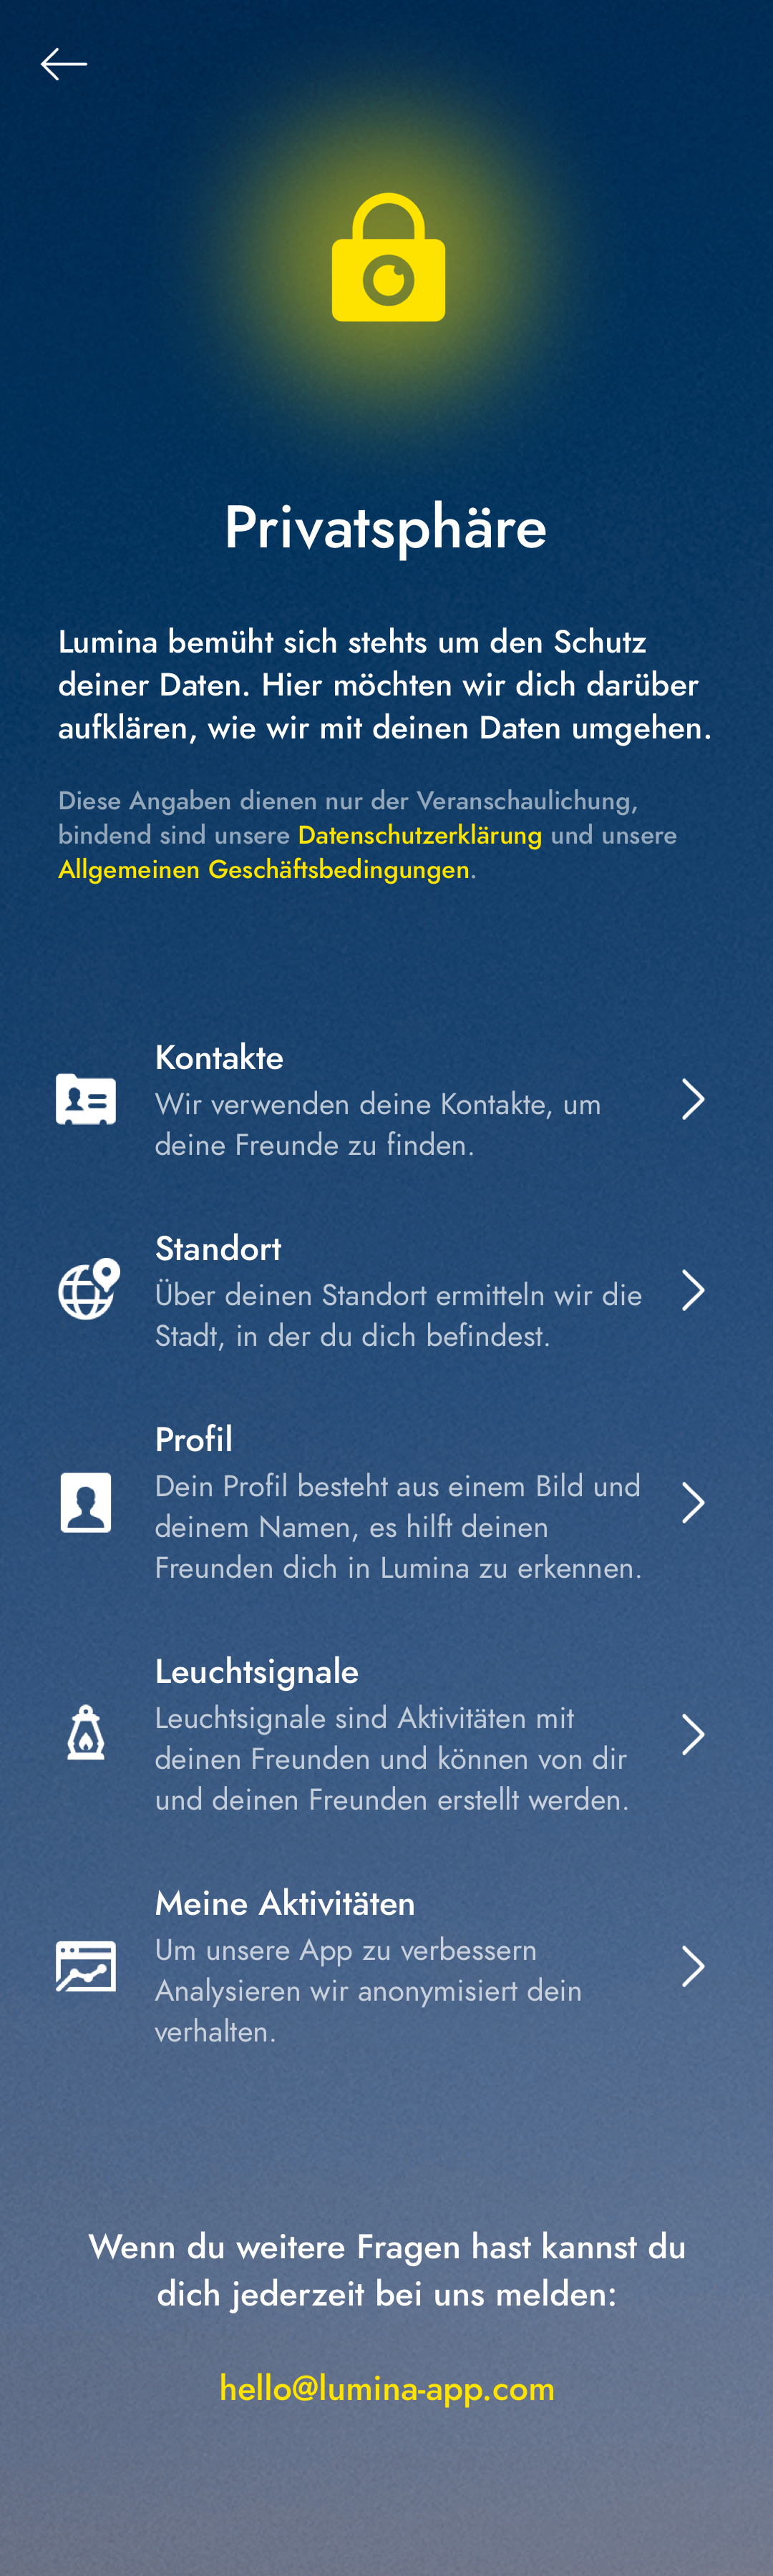 Privatsphäre
Lumina bemüht sich stehts um den Schutz
deiner Daten. Hier möchten wir dich darüber
aufklären, wie wir mit deinen Daten umgehen.
Diese Angaben dienen nur der Veranschaulichung,
bindend sind unsere Datenschutzerklärung und unsere
Allgemeinen Geschäftsbedingungen.
Kontakte
Wir verwenden deine Kontakte, um
deine Freunde zu finden.
Standort
Über deinen Standort ermitteln wir die
Stadt, in der du dich befindest.
Profil
Dein Profil besteht aus einem Bild und
deinem Namen, es hilft deinen
Freunden dich in Lumina zu erkennen.
Leuchtsignale
Leuchtsignale sind Aktivitäten mit
deinen Freunden und können von dir
und deinen Freunden erstellt werden.
Meine Aktivitäten
Um unsere App zu verbessern
Analysieren wir anonymisiert dein
verhalten.
Wenn du weitere Fragen hast kannst du
dich jederzeit bei uns melden:
hello@lumina-app.com